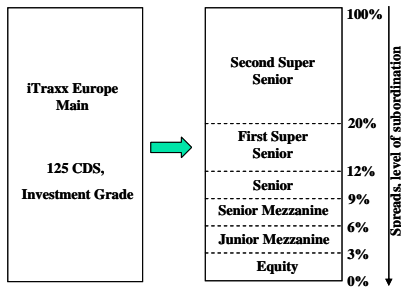 iTraxx Europe
Main
125 CDS,
Investment Grade
100%
Second Super
Senior
20%
First Super
Senior
12%
Senior
9%
Senior Mezzanine
6%
Junior Mezzanine
3%
Equity
0%
Spreads, level of subordination